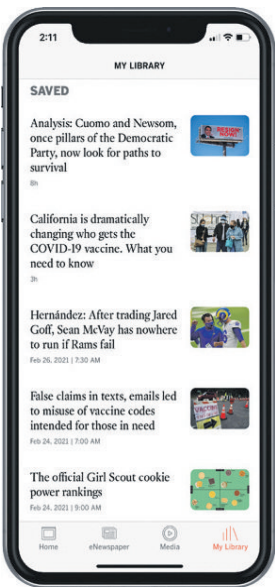 2:11
MY LIBRARY
SAVED
Analysis: Cuomo and Newsom,
once pillars of the Democratic
Party, now look for paths to
survival
8h
California is dramatically
changing who gets the
COVID-19 vaccine. What you
need to know
3h
Hernández: After trading Jared
Goff, Sean McVay has nowhere
to run if Rams fail
Feb 26, 2021 | 7:30 AM
False claims in texts, emails led
to misuse of vaccine codes
intended for those in need
Feb 24, 2021 | 7:00 AM
The official Girl Scout cookie
power rankings
Feb 24, 2021 | 5:00 AM
Home
eNewspaper
Media
My Library